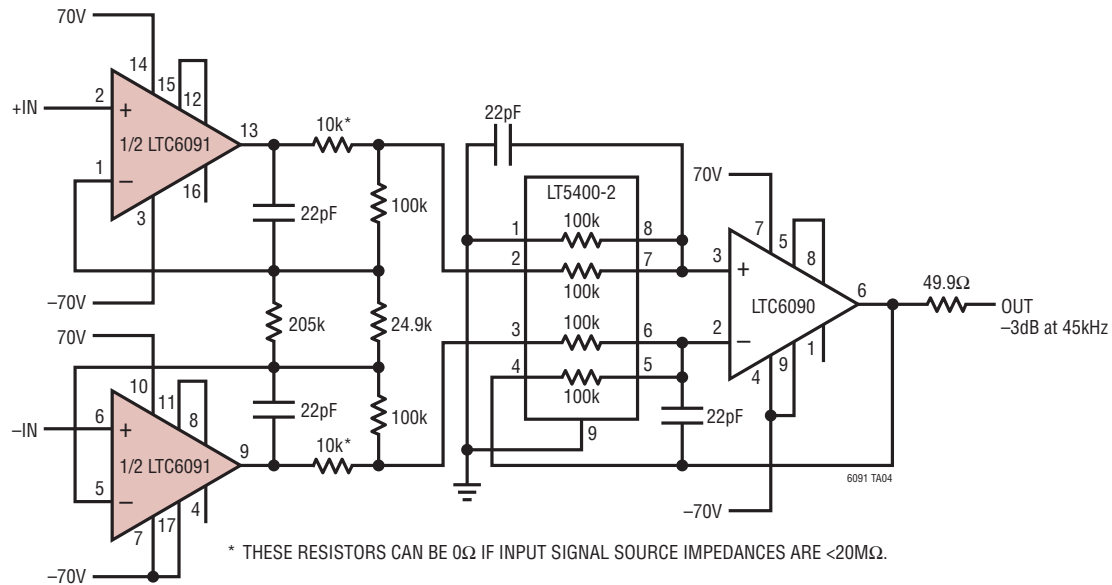 70V
14
15
12
+IN
2
+
1/2 LTC6091
13
1
–
16
3
–70V
10k*
22pF
100k
205k
24.9k
70V
10
11
8
–IN
6
+
1/2 LTC6091
9
5
–
4
7
17
–70V
22pF
10k*
100k
22pF
LT5400-2
1
100k
8
2
100k
7
3
100k
6
4
100k
5
9
22pF
70V
7
5
8
3
+
LTC6090
6
2
–
1
4
9
–70V
49.9Ω
OUT
–3dB at 45kHz
6091 TA04
* THESE RESISTORS CAN BE 0Ω IF INPUT SIGNAL SOURCE IMPEDANCES ARE <20MΩ.